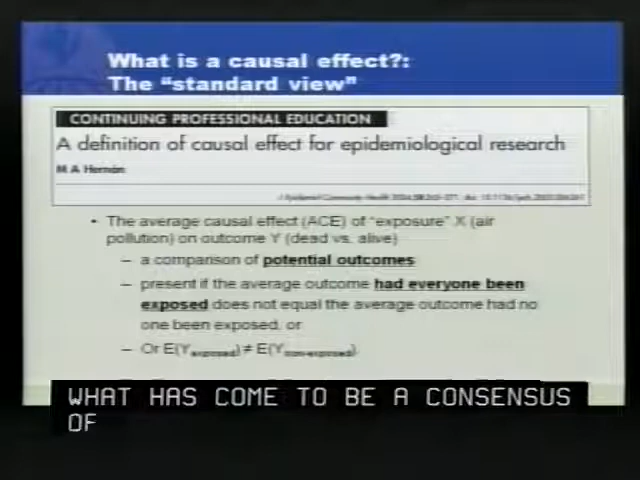 What is a causal effect?:
The “standard view”
CONTINUING PROFESSIONAL EDUCATION
A definition of causal effect for epidemiological research
M A Hernán
• The average causal effect (ACE) of “exposure” X (air
pollution) on outcome Y (dead vs. alive)
– a comparison of potential outcomes
– present if the average outcome had everyone been
exposed does not equal the average outcome had no
one been exposed, or
– Or E(Yexposed) ≠ E(Ynon-exposed)
WHAT HAS COME TO BE A CONSENSUS
OF